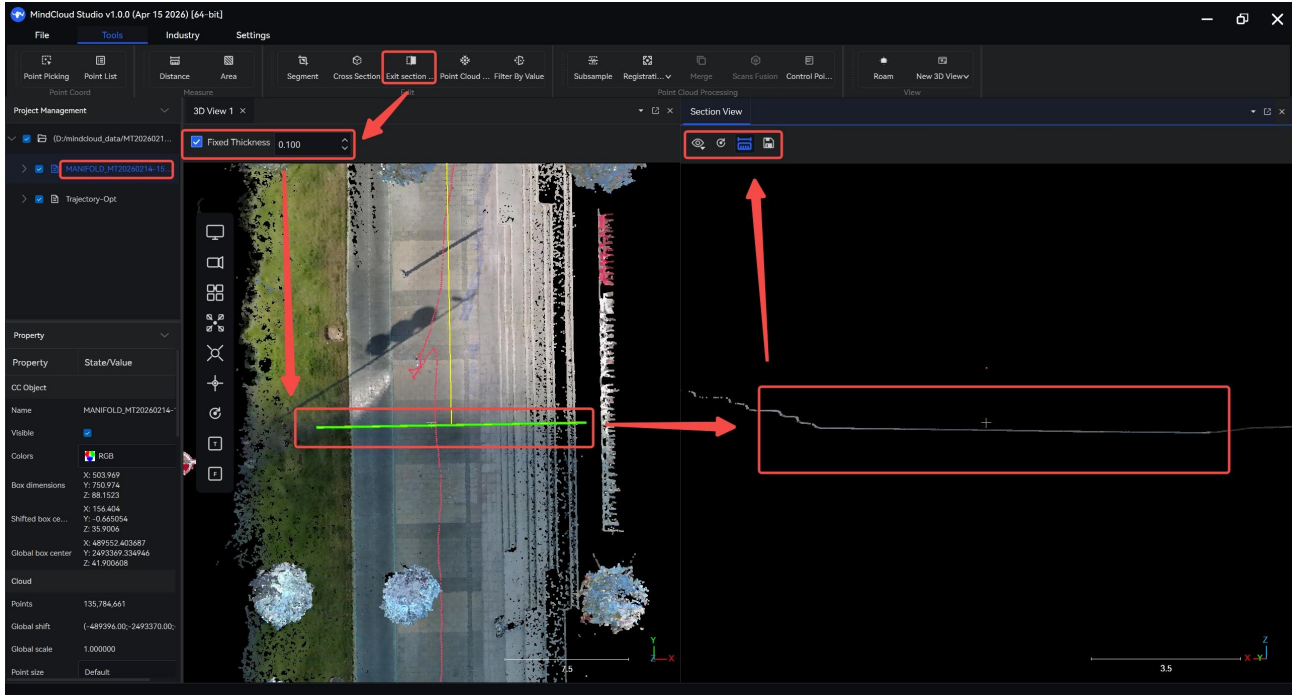 MindCloud Studio v1.0.0 (Apr 15 2026) [64-bit]
File Tools Industry Settings
Point Picking Point List Distance Area Segment Cross Section Exit section ... Point Cloud ... Filter By Value Subsample Registrati... Merge Scans Fusion Control Poi... Roam New 3D View
Point Coord Measure Edit Point Cloud Processing View
Project Management 3D View 1 Section View
(D:/mindcloud_data/MT2026021...
Fixed Thickness 0.100
MANIFOLD_MT20260214-15...
Trajectory-Opt
T
F
Property
Property State/Value
CC Object
Name MANIFOLD_MT20260214-1
Visible
Colors RGB
Box dimensions X: 503.969
Y: 750.974
Z: 88.1523
Shifted box ce... X: 156.404
Y: -0.665054
Z: 35.9006
Global box center X: 489552.403687
Y: 2493369.334946
Z: 41.900608
Cloud
Points 135,784,661
Global shift (-489396.00;-2493370.00;-
Global scale 1.000000
Point size Default
Y
Z X
7.5
Z
X Y
3.5